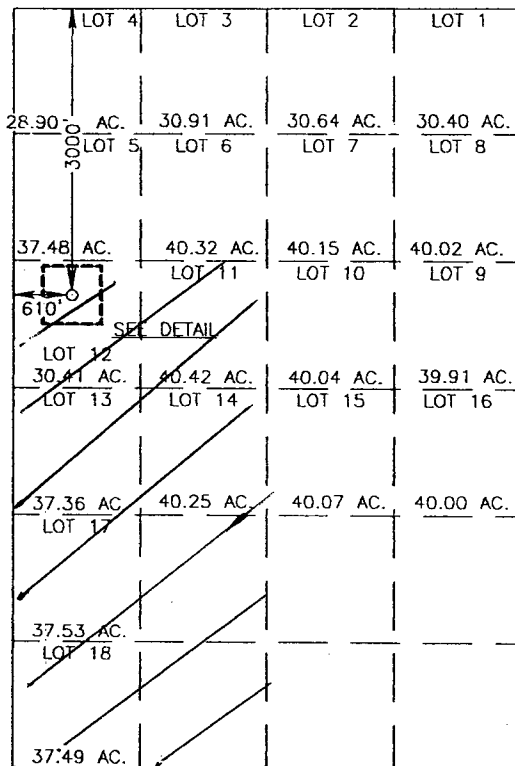 LOT 4 LOT 3 LOT 2 LOT 1
3000'
28.90 AC. 30.91 AC. 30.64 AC. 30.40 AC.
LOT 5 LOT 6 LOT 7 LOT 8
37.48 AC. 40.32 AC. 40.15 AC. 40.02 AC.
LOT 11 LOT 10 LOT 9
610'
SEE DETAIL
LOT 12
30.41 AC. 40.42 AC. 40.04 AC. 39.91 AC.
LOT 13 LOT 14 LOT 15 LOT 16
37.36 AC. 40.25 AC. 40.07 AC. 40.00 AC.
LOT 17
37.53 AC.
LOT 18
37.49 AC.